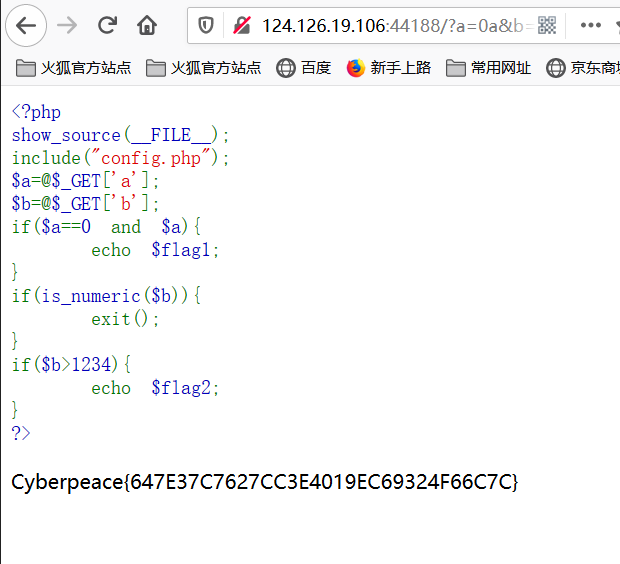 124.126.19.106:44188/?a=0a&b=
火狐官方站点 火狐官方站点 百度 新手上路 常用网址 京东商城
<?php
show_source(__FILE__);
include("config.php");
$a=@$_GET['a'];
$b=@$_GET['b'];
if($a==0 and $a){
        echo $flag1;
}
if(is_numeric($b)){
        exit();
}
if($b>1234){
        echo $flag2;
}
?>
Cyberpeace{647E37C7627CC3E4019EC69324F66C7C}